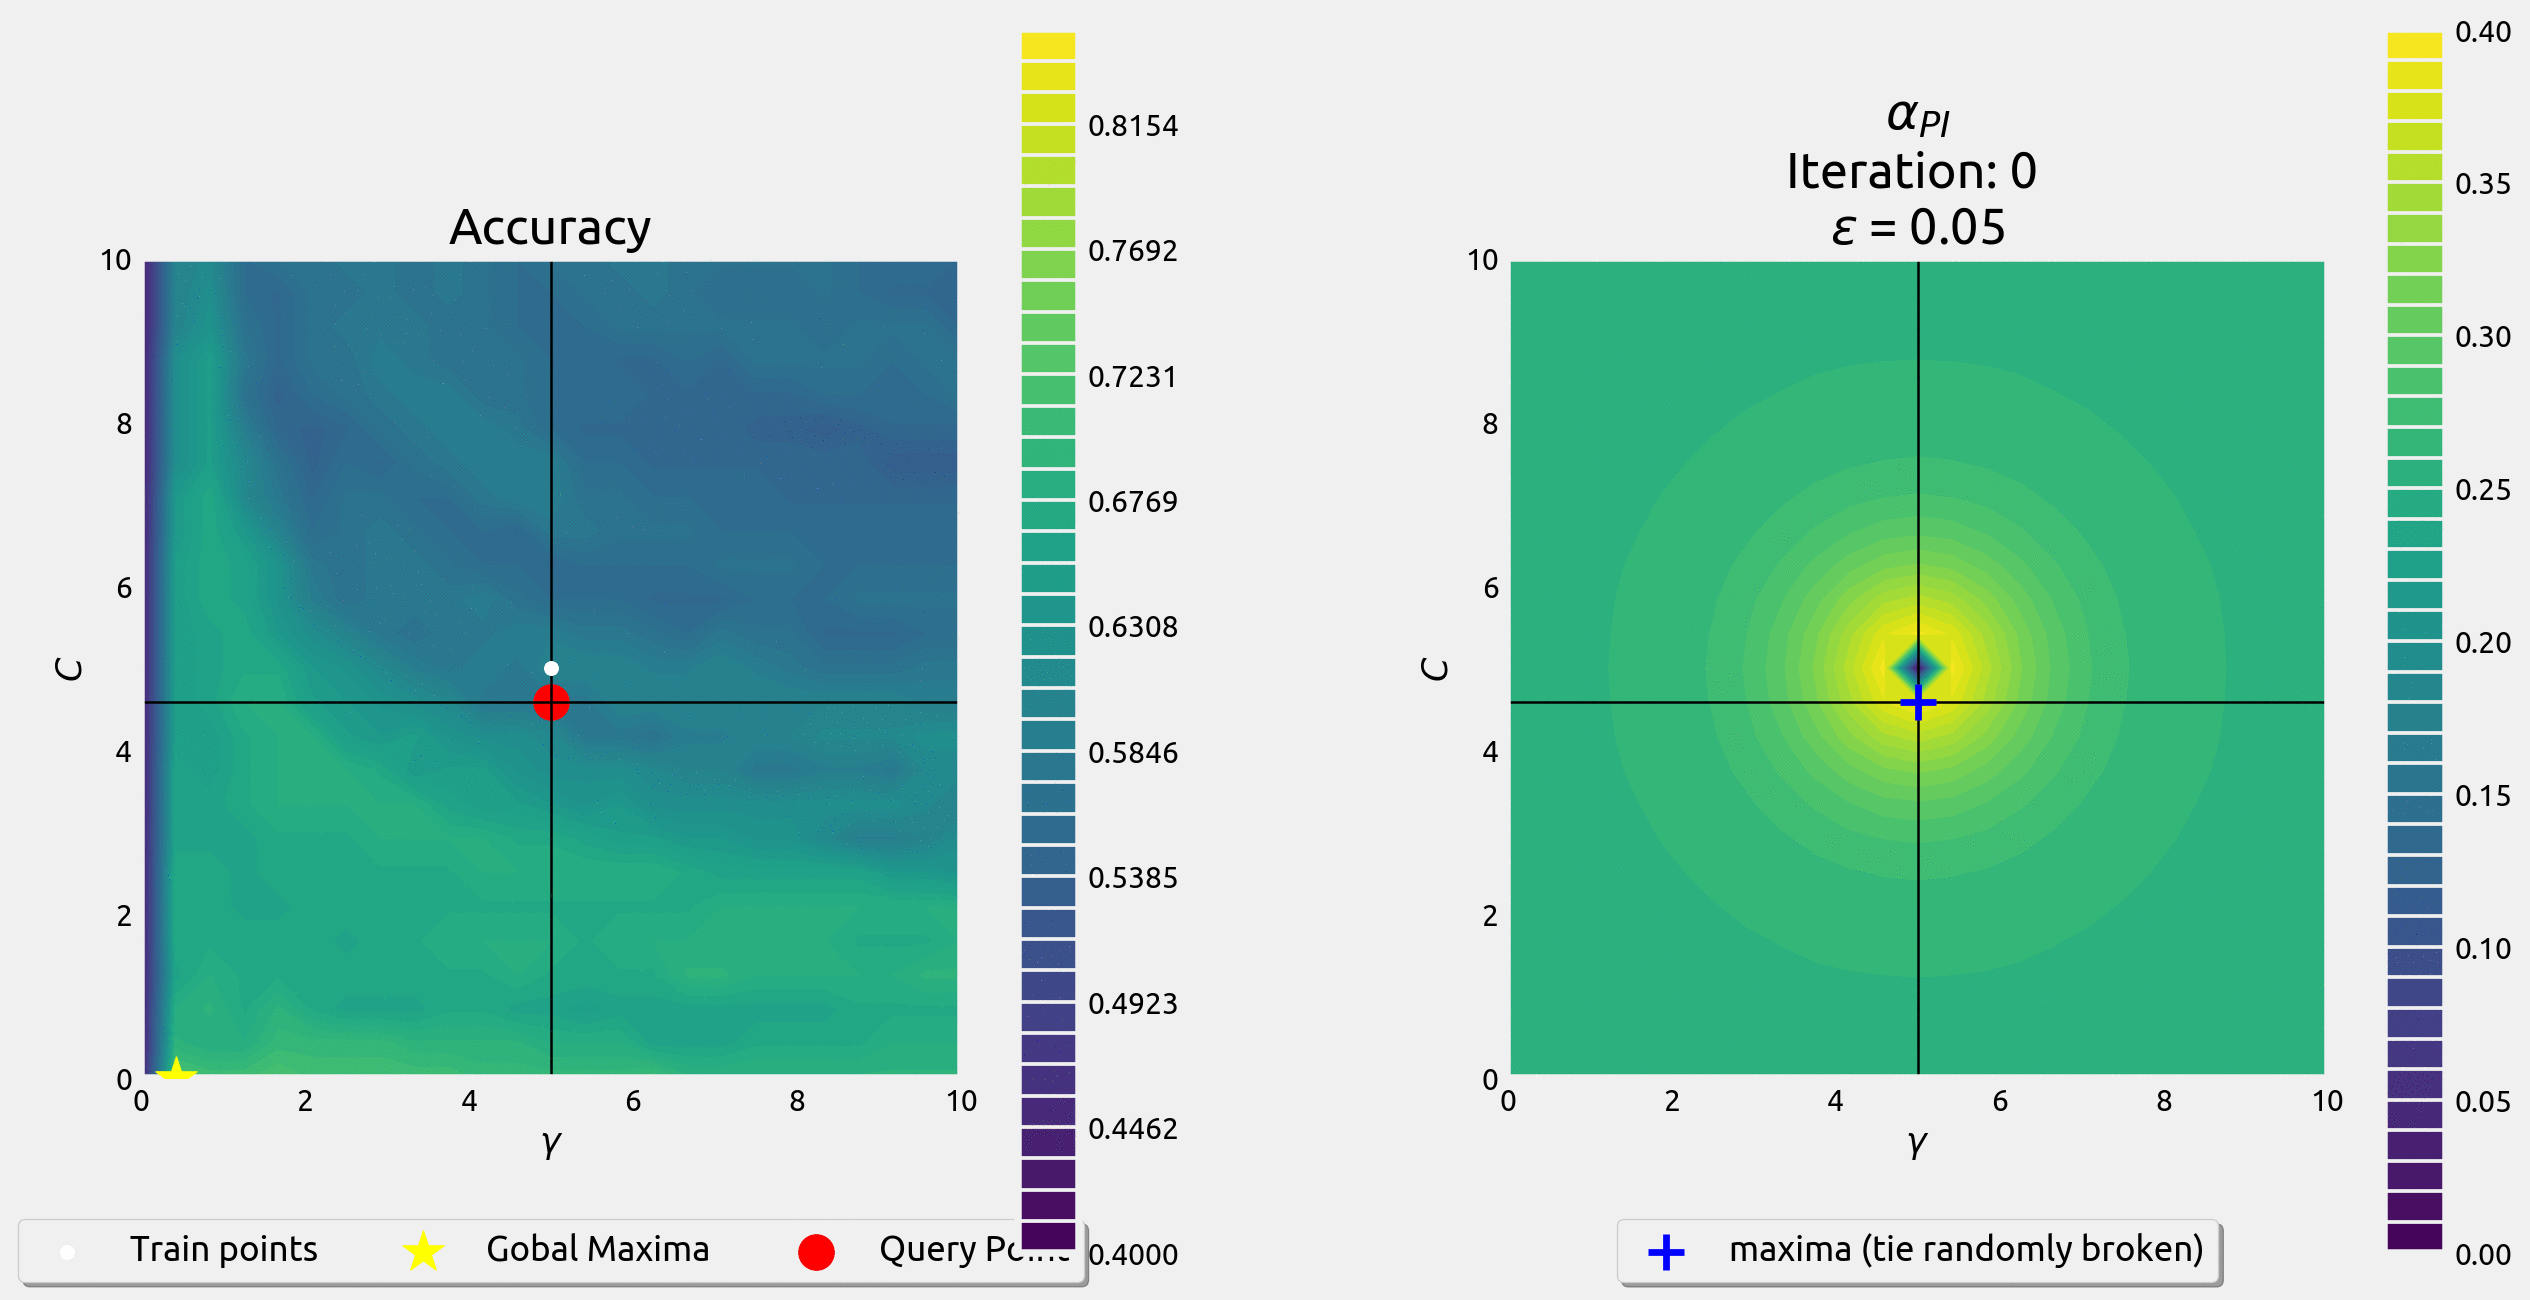 Accuracy
10
8
6
4
2
0
C
0 2 4 6 8 10
γ
0.8154
0.7692
0.7231
0.6769
0.6308
0.5846
0.5385
0.4923
0.4462
0.4000
Train points
Gobal Maxima
Query Point
α_PI
Iteration: 0
ε = 0.05
10
8
6
4
2
0
C
0 2 4 6 8 10
γ
0.40
0.35
0.30
0.25
0.20
0.15
0.10
0.05
0.00
maxima (tie randomly broken)